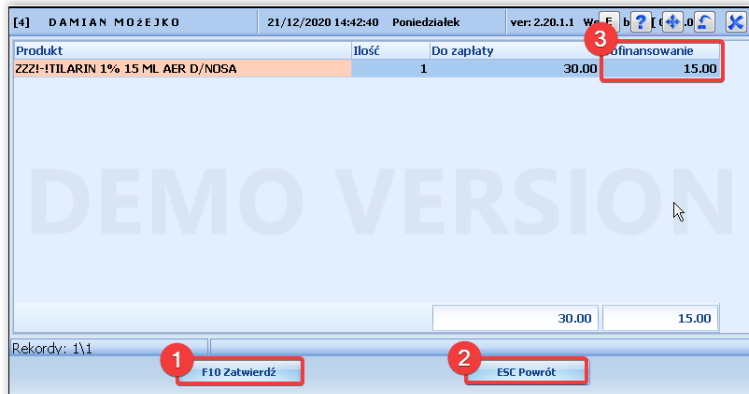 [4] DAMIAN MOżEJKO 21/12/2020 14:42:40 Poniedziałek ver: 2.20.1.1
3
Produkt Ilość Do zapłaty ofinansowanie
ZZZ!-!TILARIN 1% 15 ML AER D/NOSA 1 30.00 15.00
DEMO VERSION
30.00 15.00
Rekordy: 1\1
1 2
F10 Zatwierdź ESC Powrót